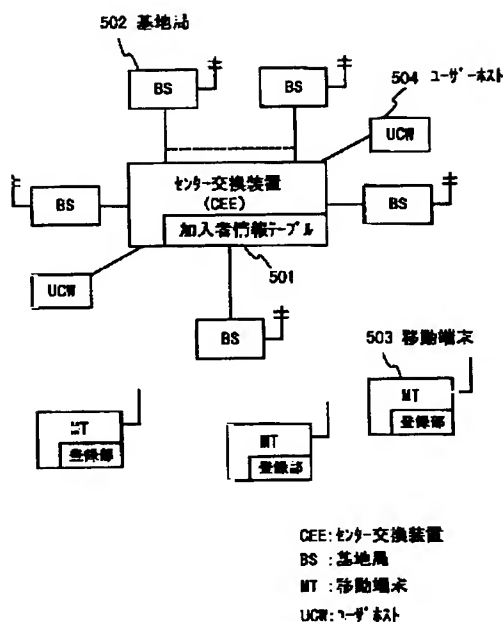 502 基地局
BS
BS
504 ユーザーホスト
UCW
BS
センター交換装置
(CEE)
加入者情報テーブル
BS
501
UCW
BS
503 移動端末
MT
登録部
MT
登録部
MT
登録部
CEE:センター交換装置
BS :基地局
MT :移動端末
UCW:ユーザホスト